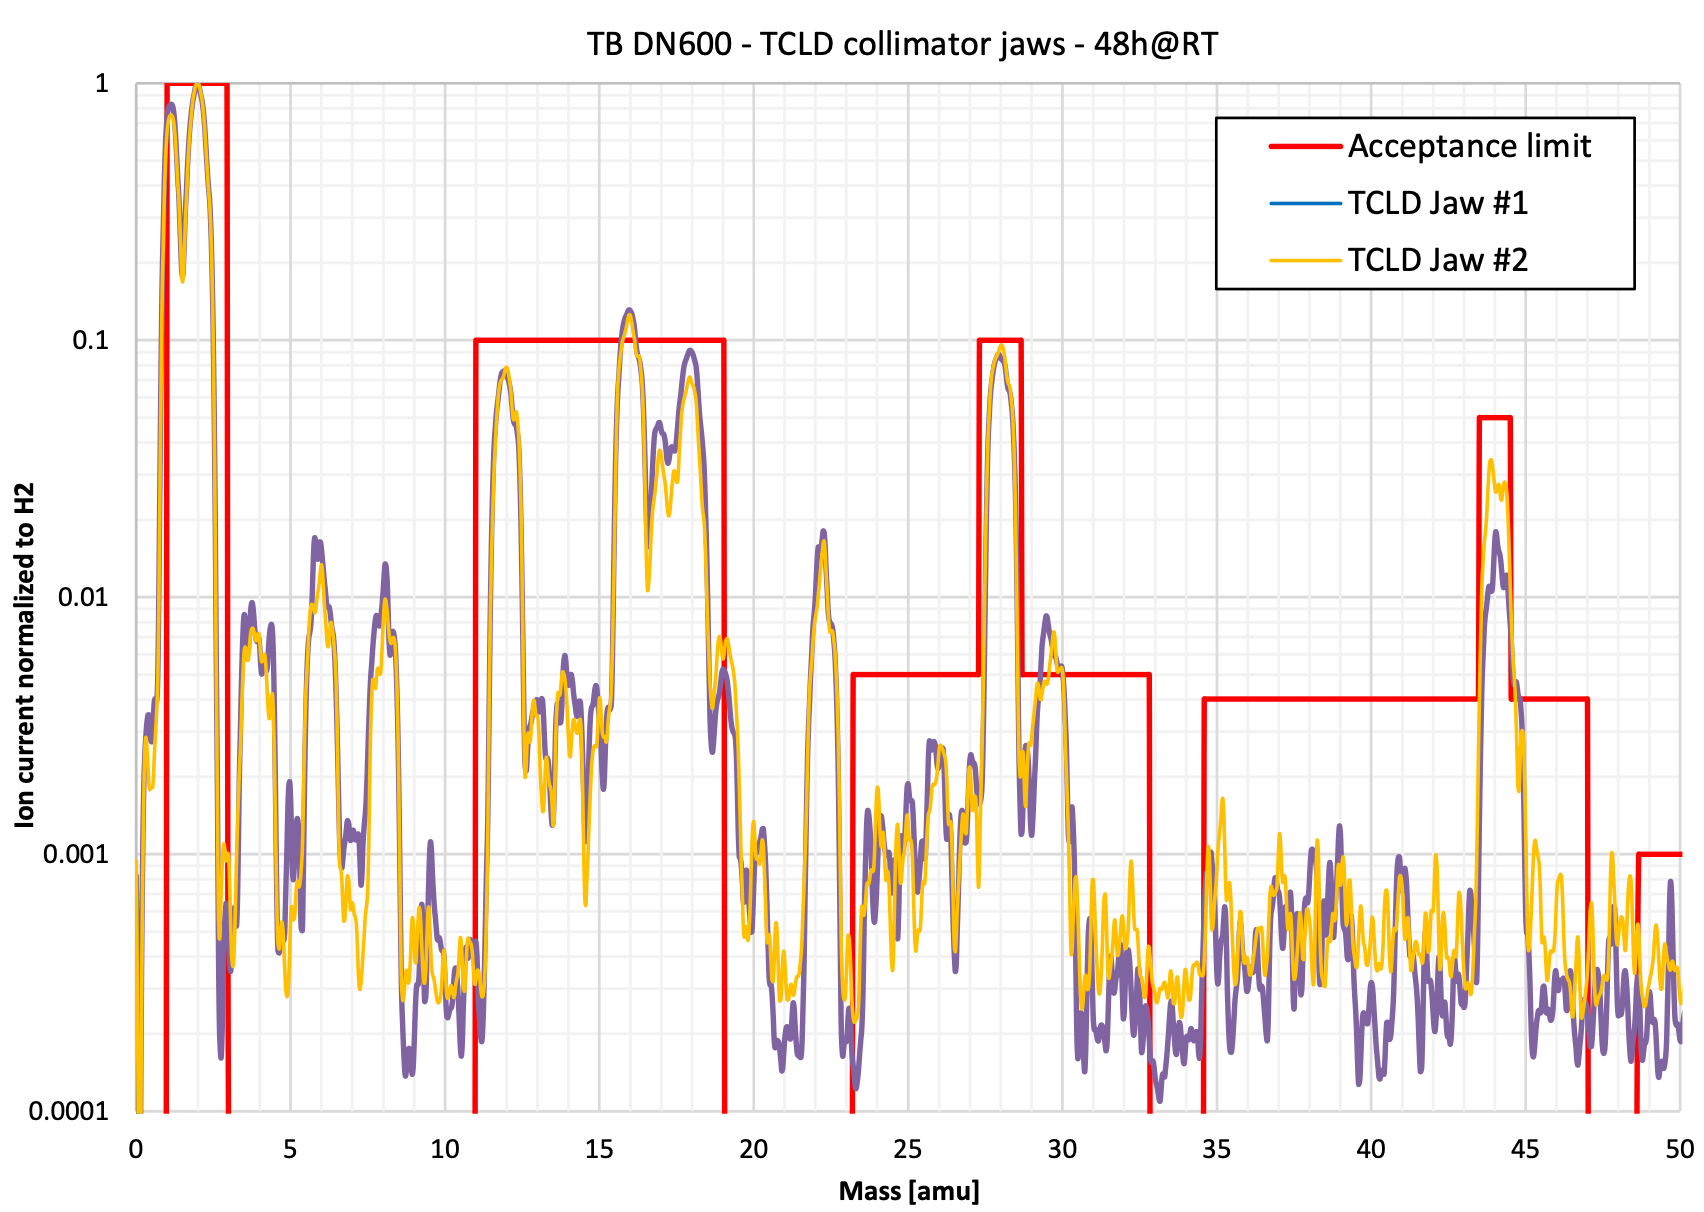 TB DN600 - TCLD collimator jaws - 48h@RT
1
0.1
0.01
0.001
0.0001
Ion current normalized to H2
Acceptance limit
TCLD Jaw #1
TCLD Jaw #2
0 5 10 15 20 25 30 35 40 45 50
Mass [amu]